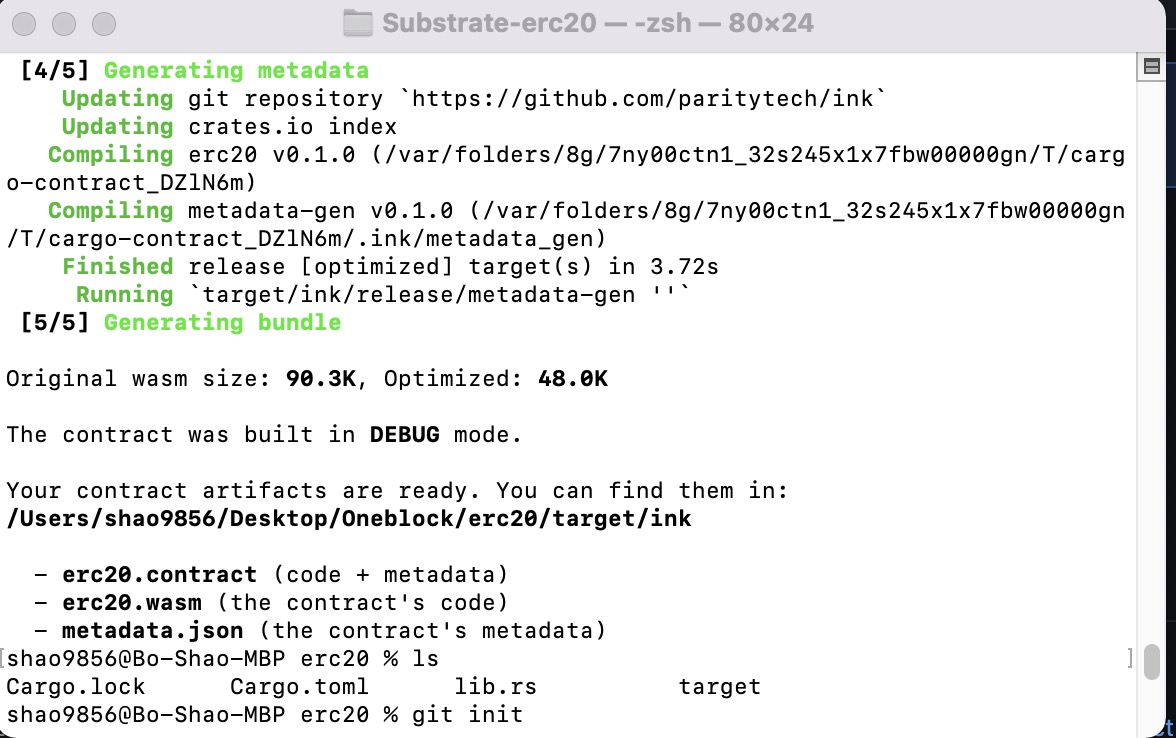 Substrate-erc20 — -zsh — 80×24
[4/5] Generating metadata
Updating git repository `https://github.com/paritytech/ink`
Updating crates.io index
Compiling erc20 v0.1.0 (/var/folders/8g/7ny00ctn1_32s245x1x7fbw00000gn/T/carg
o-contract_DZlN6m)
Compiling metadata-gen v0.1.0 (/var/folders/8g/7ny00ctn1_32s245x1x7fbw00000gn
/T/cargo-contract_DZlN6m/.ink/metadata_gen)
Finished release [optimized] target(s) in 3.72s
Running `target/ink/release/metadata-gen ''`
[5/5] Generating bundle
Original wasm size: 90.3K, Optimized: 48.0K
The contract was built in DEBUG mode.
Your contract artifacts are ready. You can find them in:
/Users/shao9856/Desktop/Oneblock/erc20/target/ink
– erc20.contract (code + metadata)
– erc20.wasm (the contract's code)
– metadata.json (the contract's metadata)
[shao9856@Bo-Shao-MBP erc20 % ls ]
Cargo.lock Cargo.toml lib.rs target
shao9856@Bo-Shao-MBP erc20 % git init